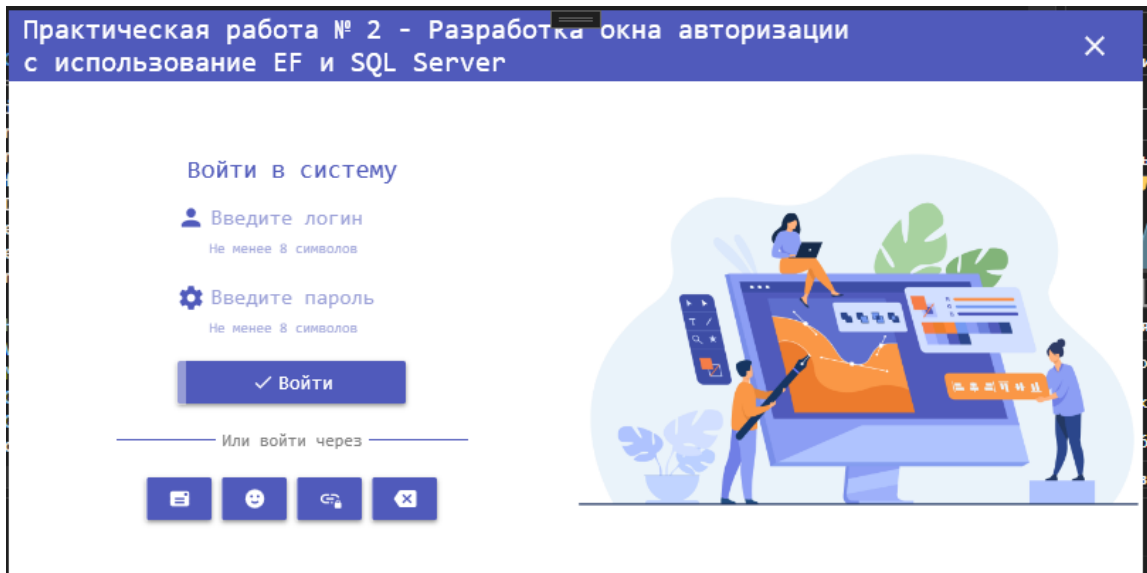 Практическая работа № 2 - Разработка окна авторизации
с использование EF и SQL Server
Войти в систему
Введите логин
Не менее 8 символов
Введите пароль
Не менее 8 символов
Войти
Или войти через